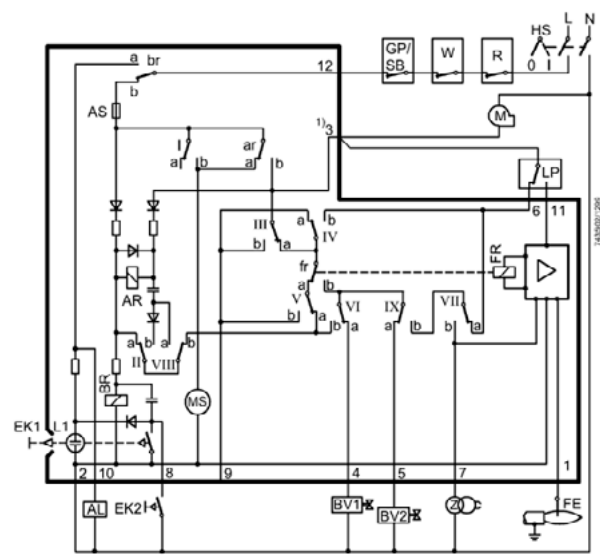 L N
HS
GP/ SB W R
0 I
a br
12
b
AS
M
1) 3
I ar
a b a b
LP
6 11
743502/1296
III a b
b a IV
fr
FR
AR
a b
V VI IX VII
b a b a a b b a
a b a b
II VIII
BR
MS
EK1 L1
2 10 8 9 4 5 7 1
AL EK2 BV1 BV2 Z FE